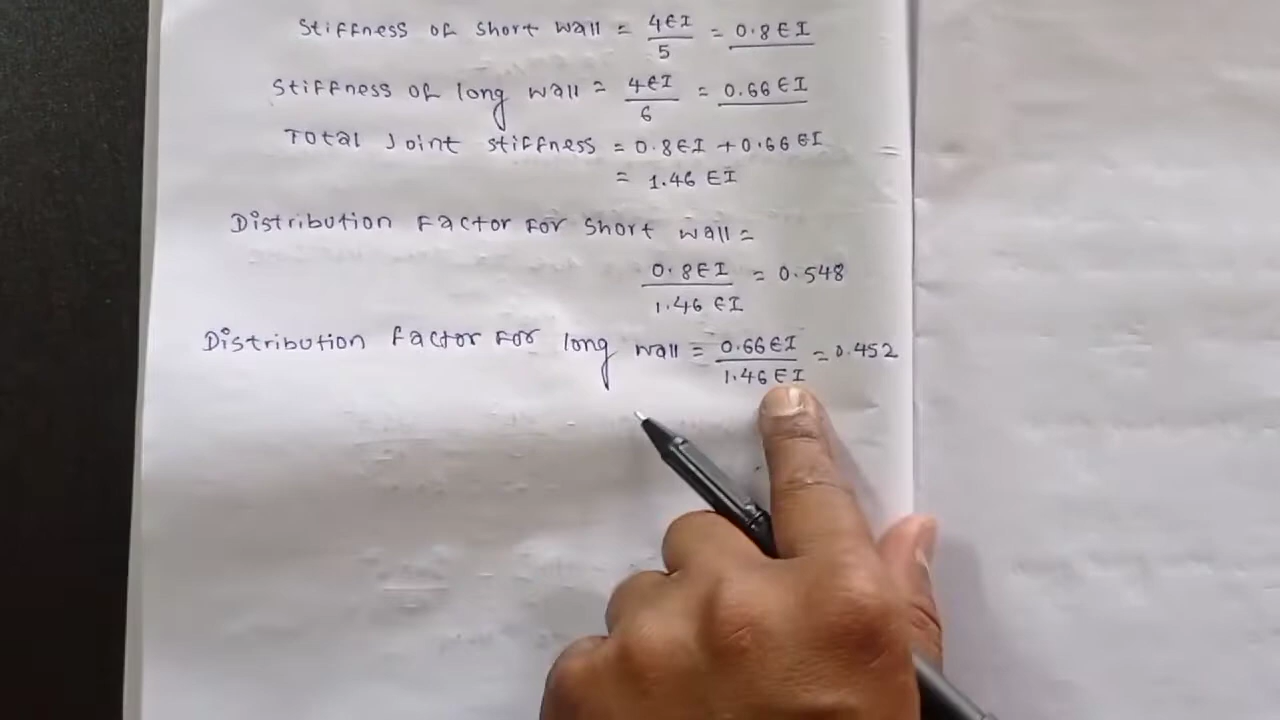 Stiffness of short wall = 4EI/5 = 0.8EI
Stiffness of long wall = 4EI/6 = 0.66EI
Total Joint stiffness = 0.8EI + 0.66EI
= 1.46 EI
Distribution Factor For short wall =
0.8EI/1.46 EI = 0.548
Distribution Factor For long wall = 0.66EI/1.46EI = 0.452